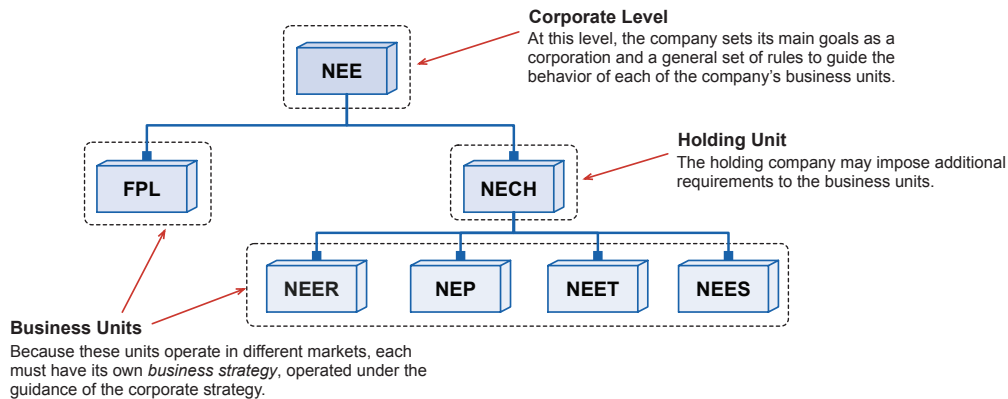 Corporate Level
At this level, the company sets its main goals as a
corporation and a general set of rules to guide the
behavior of each of the company's business units.
NEE
Holding Unit
The holding company may impose additional
requirements to the business units.
FPL
NECH
NEER
NEP
NEET
NEES
Business Units
Because these units operate in different markets, each
must have its own business strategy, operated under the
guidance of the corporate strategy.